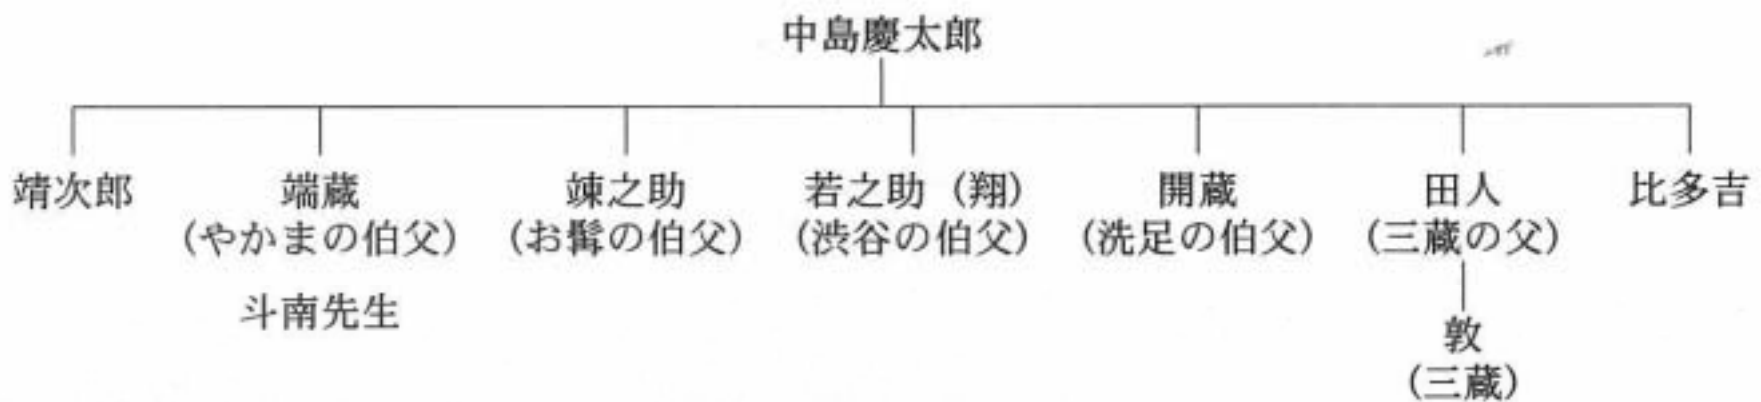 中島慶太郎
靖次郎 端蔵 竦之助 若之助(翔) 開蔵 田人 比多吉
(やかまの伯父) (お髯の伯父) (渋谷の伯父) (洗足の伯父) (三蔵の父)
斗南先生
敦
(三蔵)